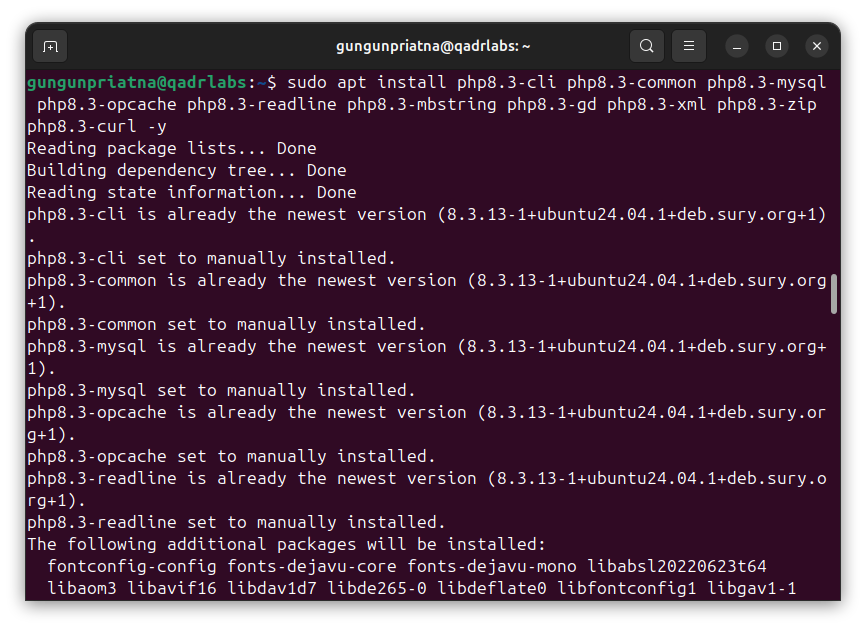 gungunpriatna@qadrlabs: ~
gungunpriatna@qadrlabs:~$ sudo apt install php8.3-cli php8.3-common php8.3-mysql
php8.3-opcache php8.3-readline php8.3-mbstring php8.3-gd php8.3-xml php8.3-zip
php8.3-curl -y
Reading package lists... Done
Building dependency tree... Done
Reading state information... Done
php8.3-cli is already the newest version (8.3.13-1+ubuntu24.04.1+deb.sury.org+1)
.
php8.3-cli set to manually installed.
php8.3-common is already the newest version (8.3.13-1+ubuntu24.04.1+deb.sury.org
+1).
php8.3-common set to manually installed.
php8.3-mysql is already the newest version (8.3.13-1+ubuntu24.04.1+deb.sury.org+
1).
php8.3-mysql set to manually installed.
php8.3-opcache is already the newest version (8.3.13-1+ubuntu24.04.1+deb.sury.or
g+1).
php8.3-opcache set to manually installed.
php8.3-readline is already the newest version (8.3.13-1+ubuntu24.04.1+deb.sury.o
rg+1).
php8.3-readline set to manually installed.
The following additional packages will be installed:
fontconfig-config fonts-dejavu-core fonts-dejavu-mono libabsl20220623t64
libaom3 libavif16 libdav1d7 libde265-0 libdeflate0 libfontconfig1 libgav1-1